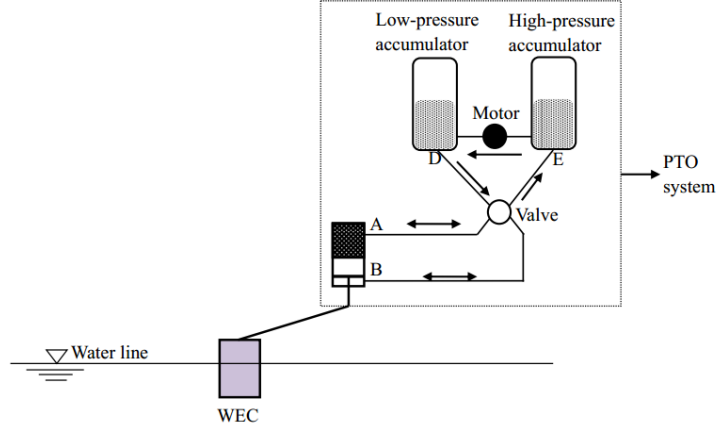 Low-pressure
accumulator
High-pressure
accumulator
Motor
D
E
PTO
system
Valve
A
B
Water line
WEC